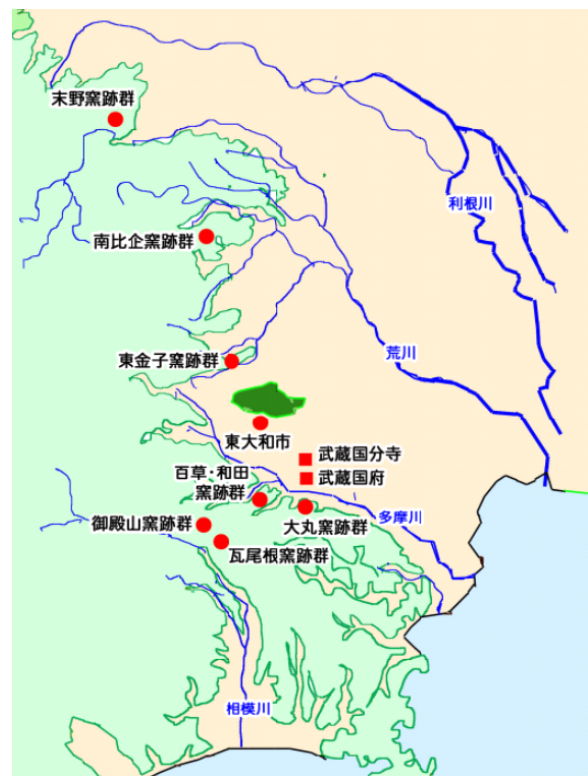 末野窯跡群
利根川
南比企窯跡群
荒川
東金子窯跡群
東大和市
武蔵国分寺
武蔵国府
百草・和田
窯跡群
大丸窯跡群
多摩川
御殿山窯跡群
瓦尾根窯跡群
相模川